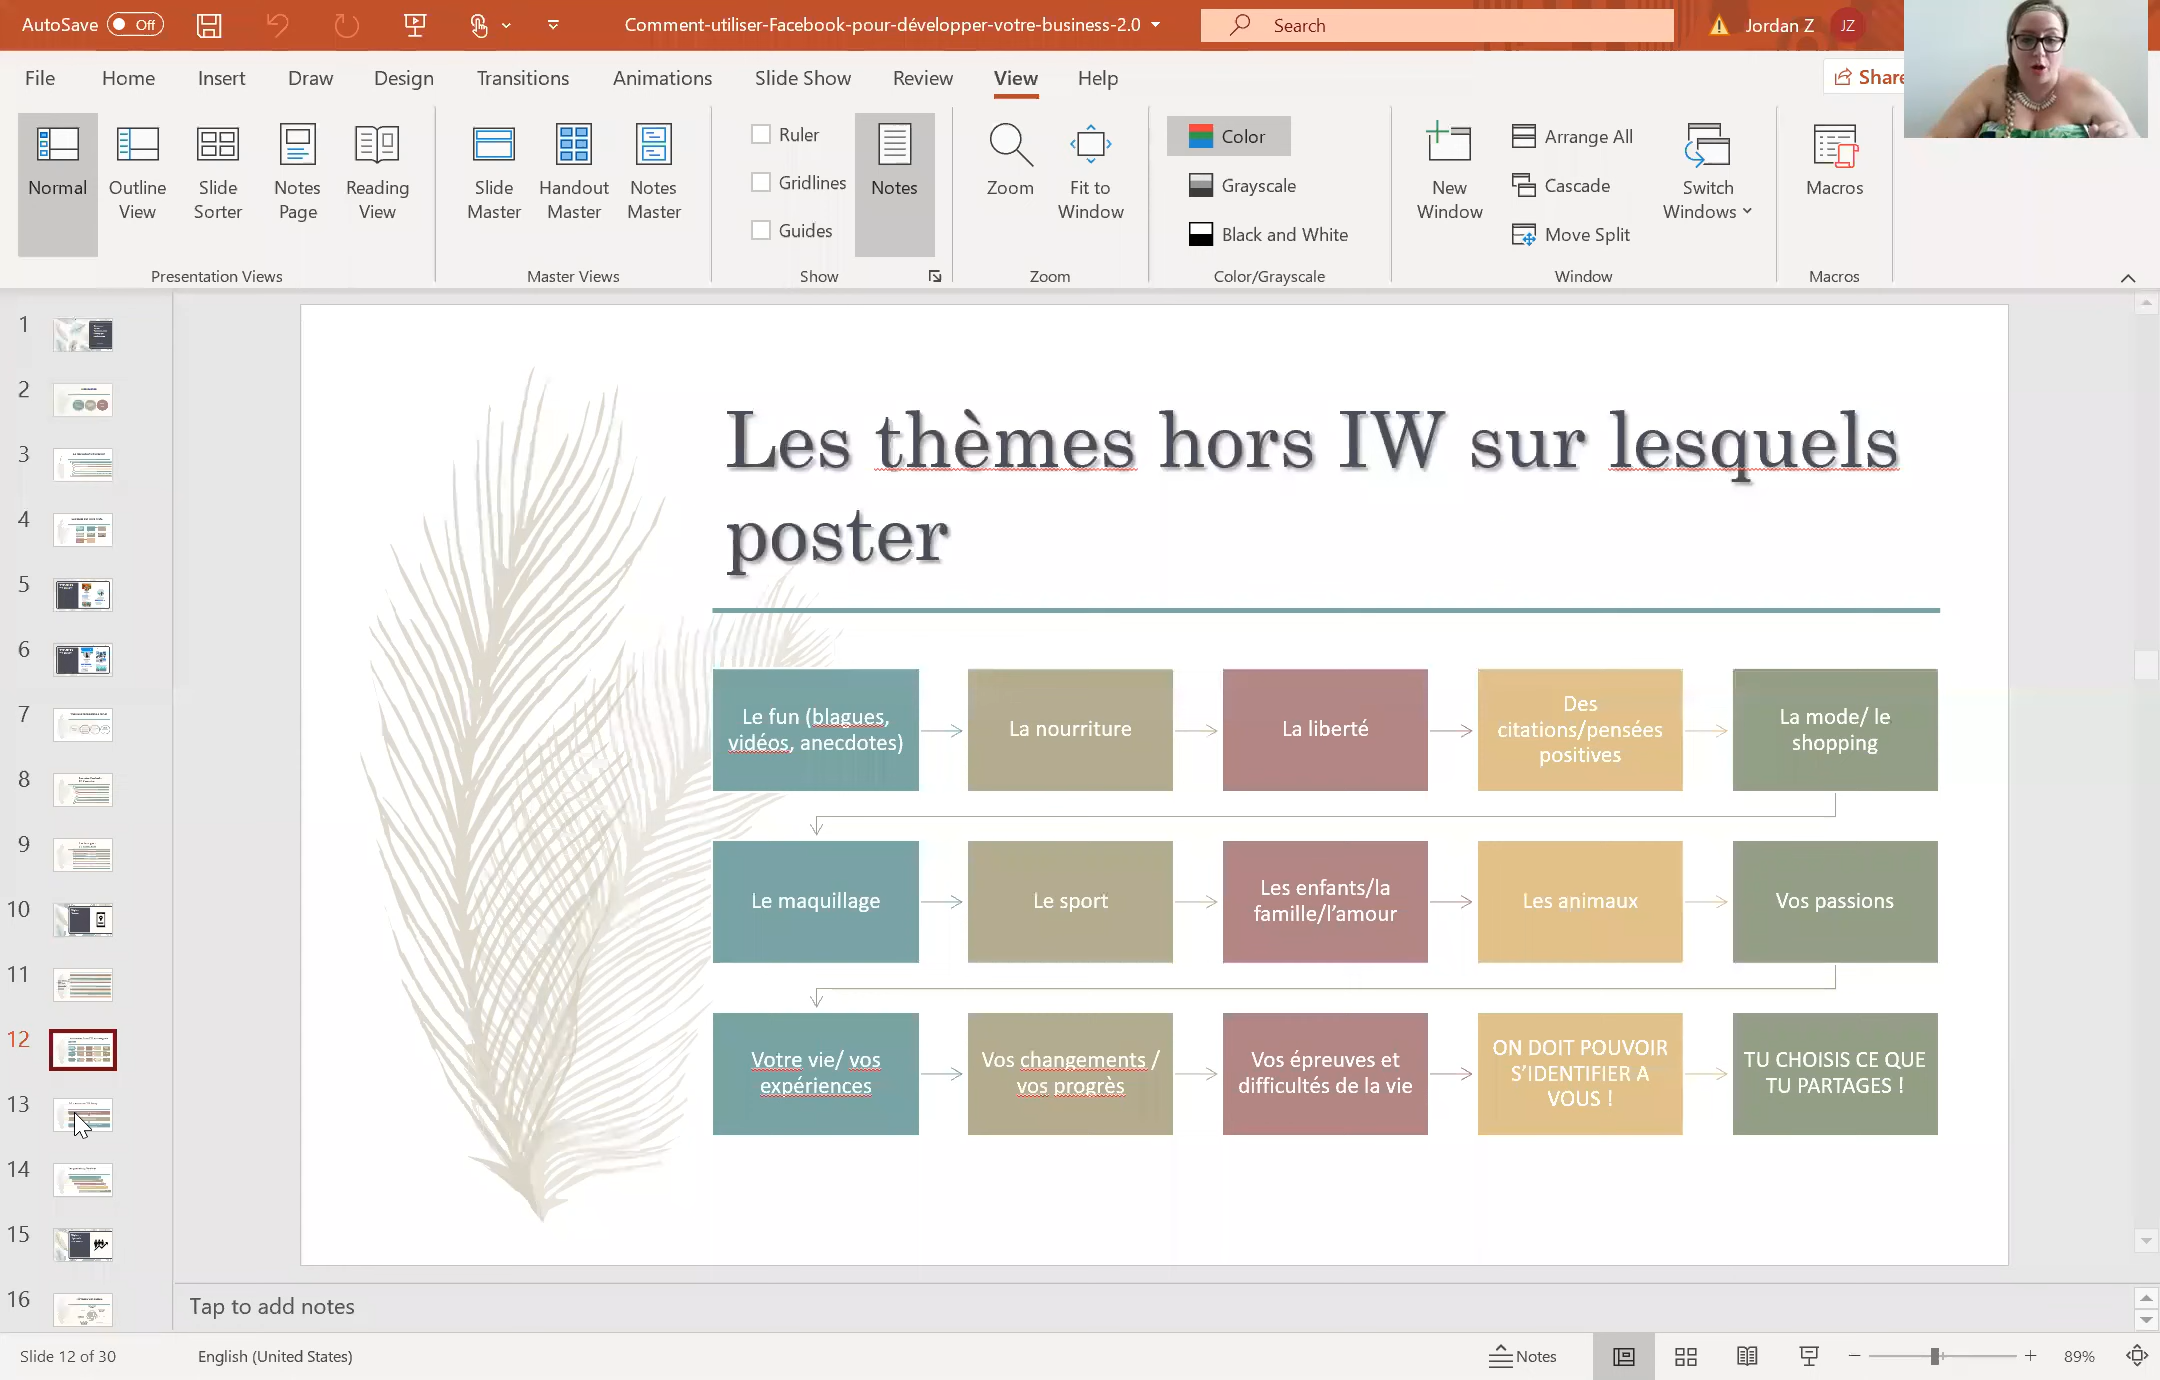 AutoSave Off Comment-utiliser-Facebook-pour-développer-votre-business-2.0 Search Jordan Z JZ
File Home Insert Draw Design Transitions Animations Slide Show Review View Help Share
Normal
Outline View
Slide Sorter
Notes Page
Reading View
Presentation Views
Slide Master
Handout Master
Notes Master
Master Views
Ruler
Gridlines
Guides
Notes
Show
Zoom
Fit to Window
Zoom
Color
Grayscale
Black and White
Color/Grayscale
New Window
Arrange All
Cascade
Move Split
Switch Windows
Window
Macros
Macros
1
2
3
4
5
6
7
8
9
10
11
12
13
14
15
16
Les thèmes hors IW sur lesquels
poster
Le fun (blagues,
vidéos, anecdotes)
La nourriture
La liberté
Des
citations/pensées
positives
La mode/ le
shopping
Le maquillage
Le sport
Les enfants/la
famille/l'amour
Les animaux
Vos passions
Votre vie/ vos
expériences
Vos changements /
vos progrès
Vos épreuves et
difficultés de la vie
ON DOIT POUVOIR
S'IDENTIFIER A
VOUS !
TU CHOISIS CE QUE
TU PARTAGES !
Tap to add notes
Slide 12 of 30 English (United States) Notes 89%